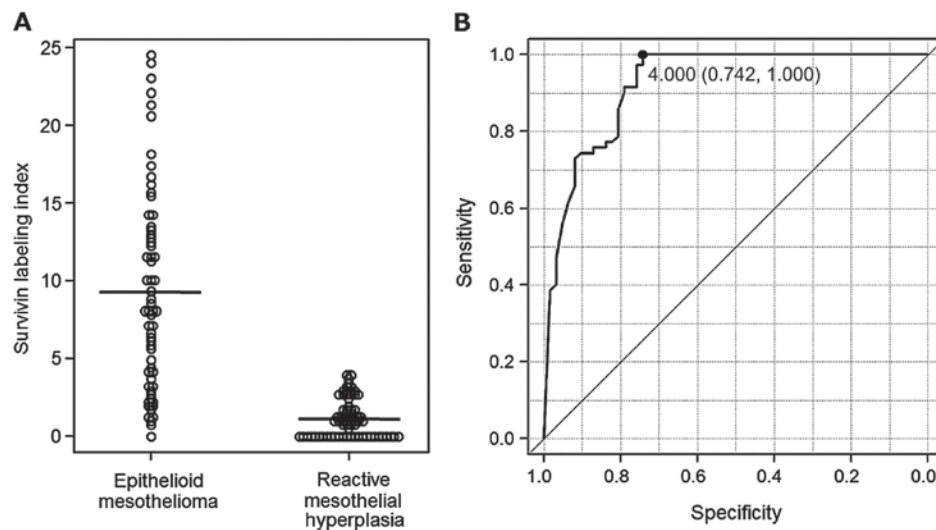 A
Survivin labeling index
25
20
15
10
5
0
Epithelioid
mesothelioma
Reactive
mesothelial
hyperplasia
B
Sensitivity
1.0
0.8
0.6
0.4
0.2
0.0
4.000 (0.742, 1.000)
1.0 0.8 0.6 0.4 0.2 0.0
Specificity